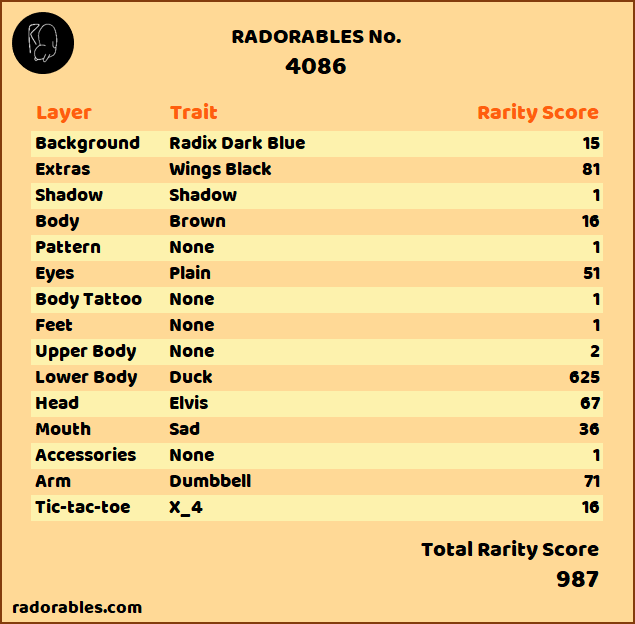 RADORABLES No.
4086
Layer Trait Rarity Score
Background Radix Dark Blue 15
Extras Wings Black 81
Shadow Shadow 1
Body Brown 16
Pattern None 1
Eyes Plain 51
Body Tattoo None 1
Feet None 1
Upper Body None 2
Lower Body Duck 625
Head Elvis 67
Mouth Sad 36
Accessories None 1
Arm Dumbbell 71
Tic-tac-toe X_4 16
Total Rarity Score
987
radorables.com